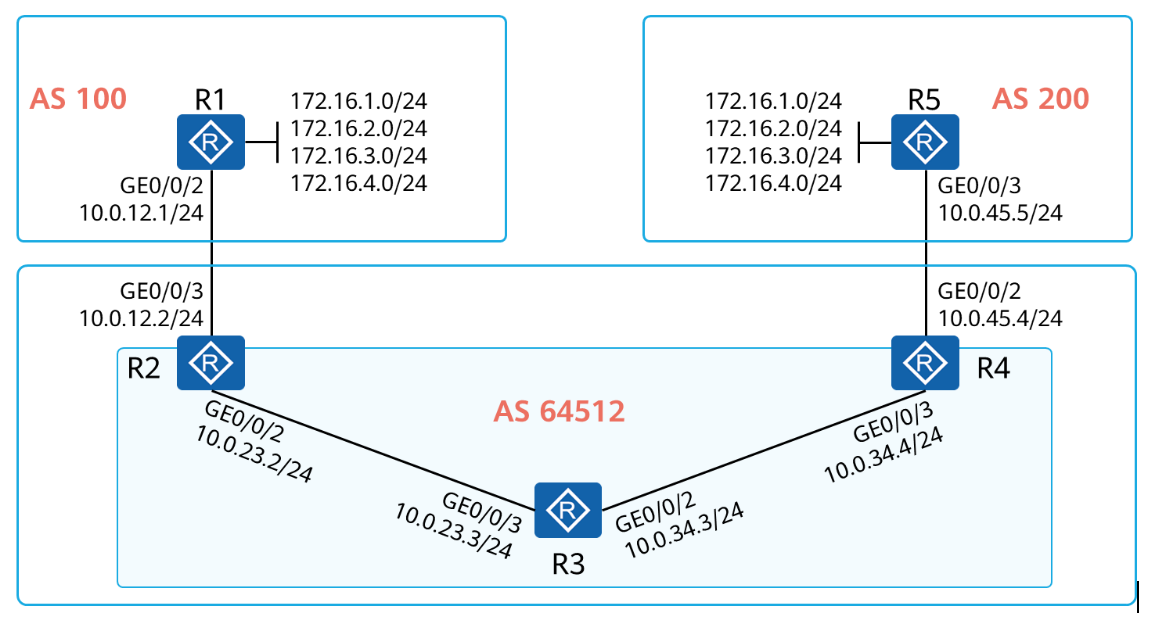 AS 100
R1
172.16.1.0/24
172.16.2.0/24
172.16.3.0/24
172.16.4.0/24
R
GE0/0/2
10.0.12.1/24
172.16.1.0/24
172.16.2.0/24
172.16.3.0/24
172.16.4.0/24
R5
AS 200
R
GE0/0/3
10.0.45.5/24
GE0/0/3
10.0.12.2/24
GE0/0/2
10.0.45.4/24
R2
R
R
R4
AS 64512
GE0/0/2
10.0.23.2/24
GE0/0/3
10.0.34.4/24
GE0/0/3
10.0.23.3/24
R
GE0/0/2
10.0.34.3/24
R3